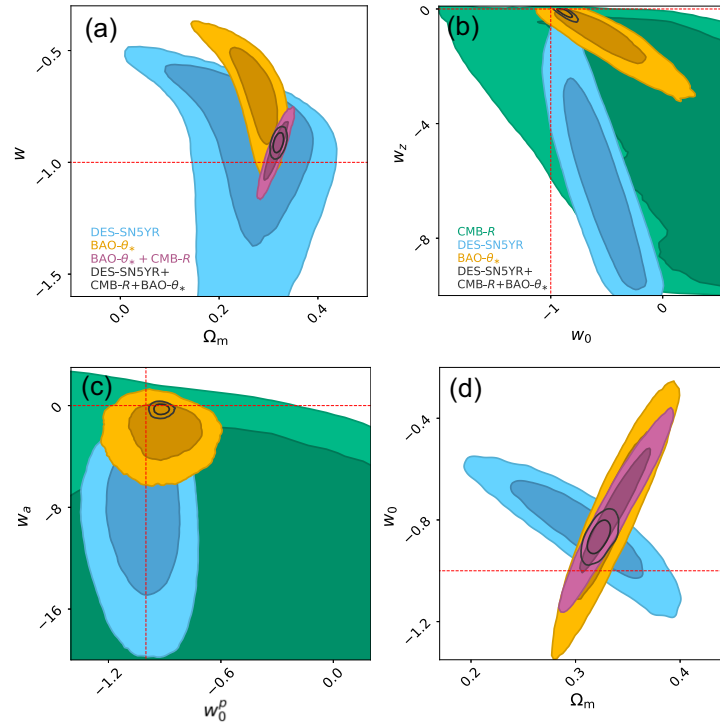 (a)
−0.5
−1.0
−1.5
w
DES-SN5YR
BAO-θ*
BAO-θ* + CMB-R
DES-SN5YR+
CMB-R+BAO-θ*
0.0
0.2
0.4
Ωm
(b)
0
−4
−8
wz
CMB-R
DES-SN5YR
BAO-θ*
DES-SN5YR+
CMB-R+BAO-θ*
−1
0
w0
(c)
0
−8
−16
wa
−1.2
−0.6
0.0
w0^p
(d)
−0.4
−0.8
−1.2
w0
0.2
0.3
0.4
Ωm